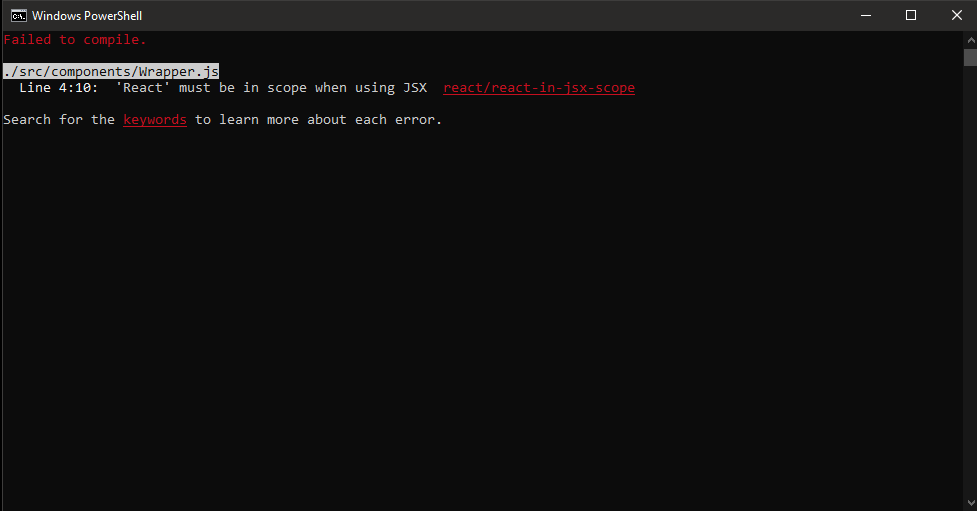 Windows PowerShell
Failed to compile.
./src/components/Wrapper.js
Line 4:10:  'React' must be in scope when using JSX  react/react-in-jsx-scope
Search for the keywords to learn more about each error.